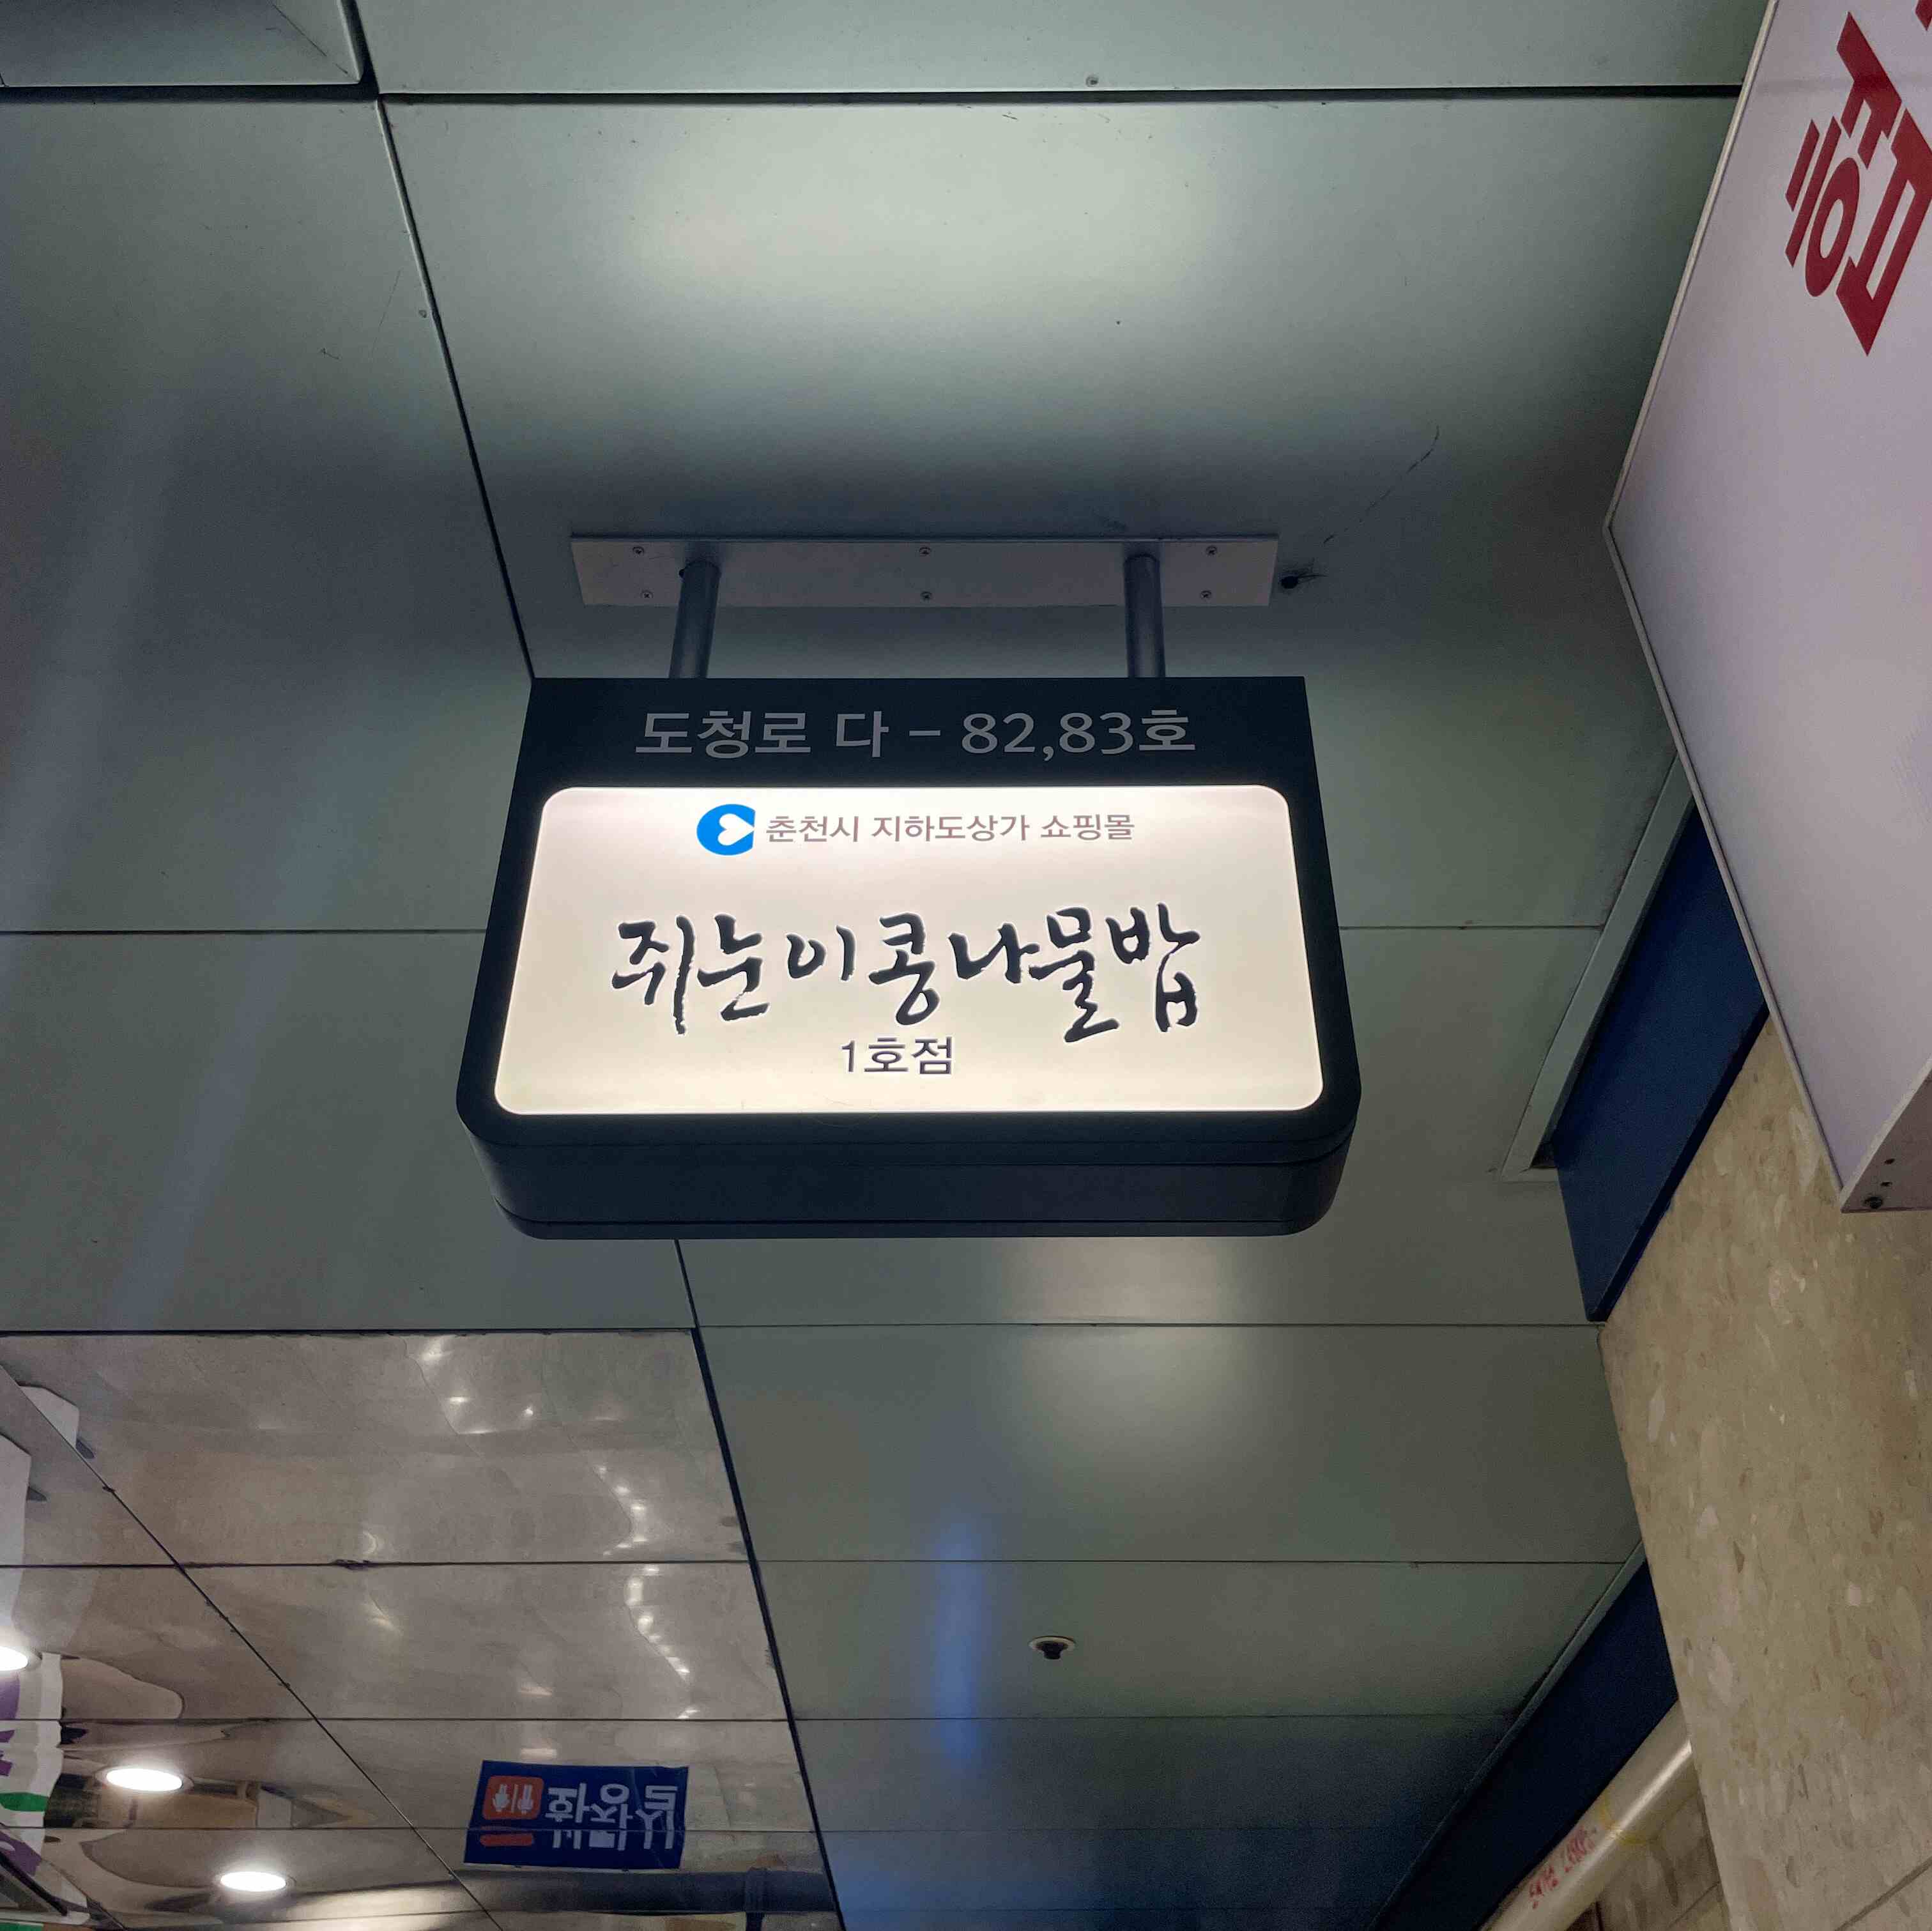 도청로 다 - 82,83호
춘천시 지하도상가 쇼핑몰
쥐눈이콩나물밥
1호점